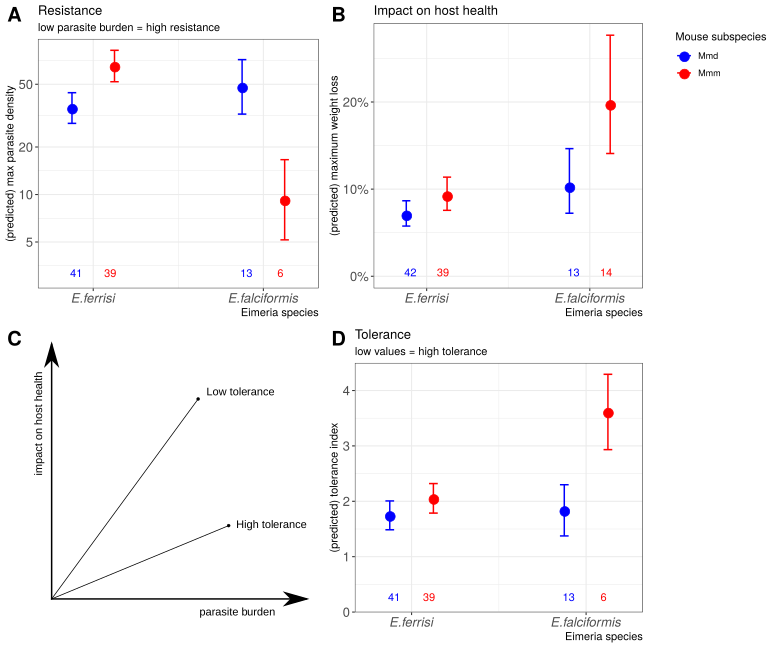 A
Resistance
low parasite burden = high resistance
(predicted) max parasite density
50
20
10
5
41
39
13
6
E.ferrisi
E.falciformis
Eimeria species
B
Impact on host health
(predicted) maximum weight loss
20%
10%
0%
42
39
13
14
E.ferrisi
E.falciformis
Eimeria species
Mouse subspecies
Mmd
Mmm
C
impact on host health
Low tolerance
High tolerance
parasite burden
D
Tolerance
low values = high tolerance
(predicted) tolerance index
4
3
2
1
0
41
39
13
6
E.ferrisi
E.falciformis
Eimeria species